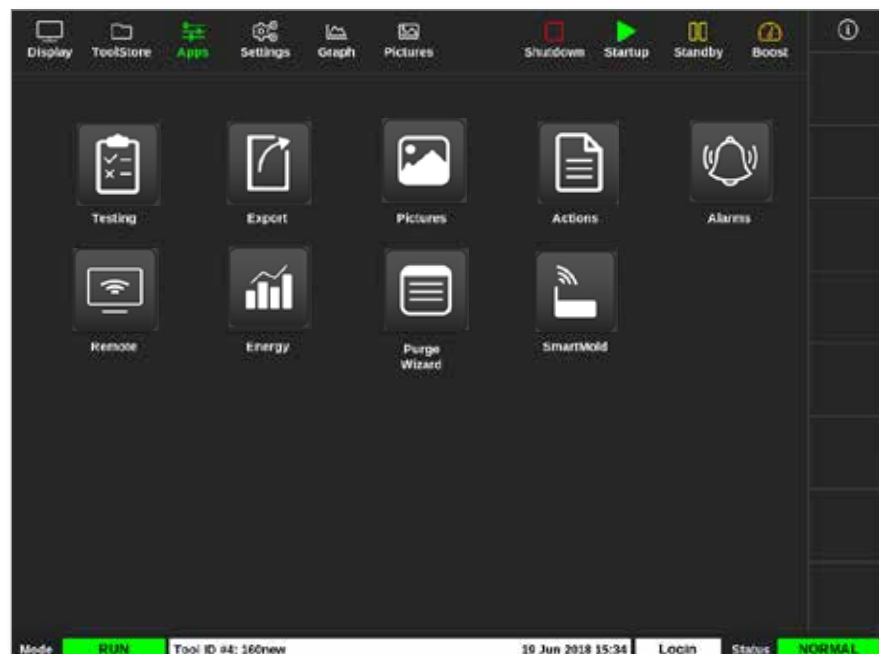 Display ToolStore Apps Settings Graph Pictures Shutdown Startup Standby Boost
Testing Export Pictures Actions Alarms
Remote Energy Purge Wizard SmartMold
Mode RUN Tool ID #4: 160new 19 Jun 2018 15:34 Login Status NORMAL